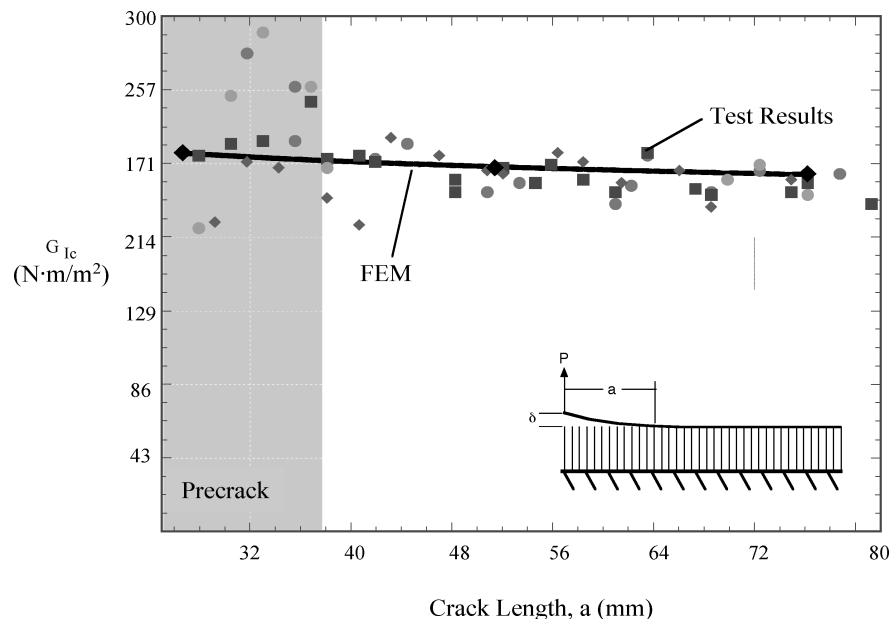 300
257
171
214
129
86
43
G Ic
(N·m/m²)
Test Results
FEM
P
a
δ
Precrack
32
40
48
56
64
72
80
Crack Length, a (mm)